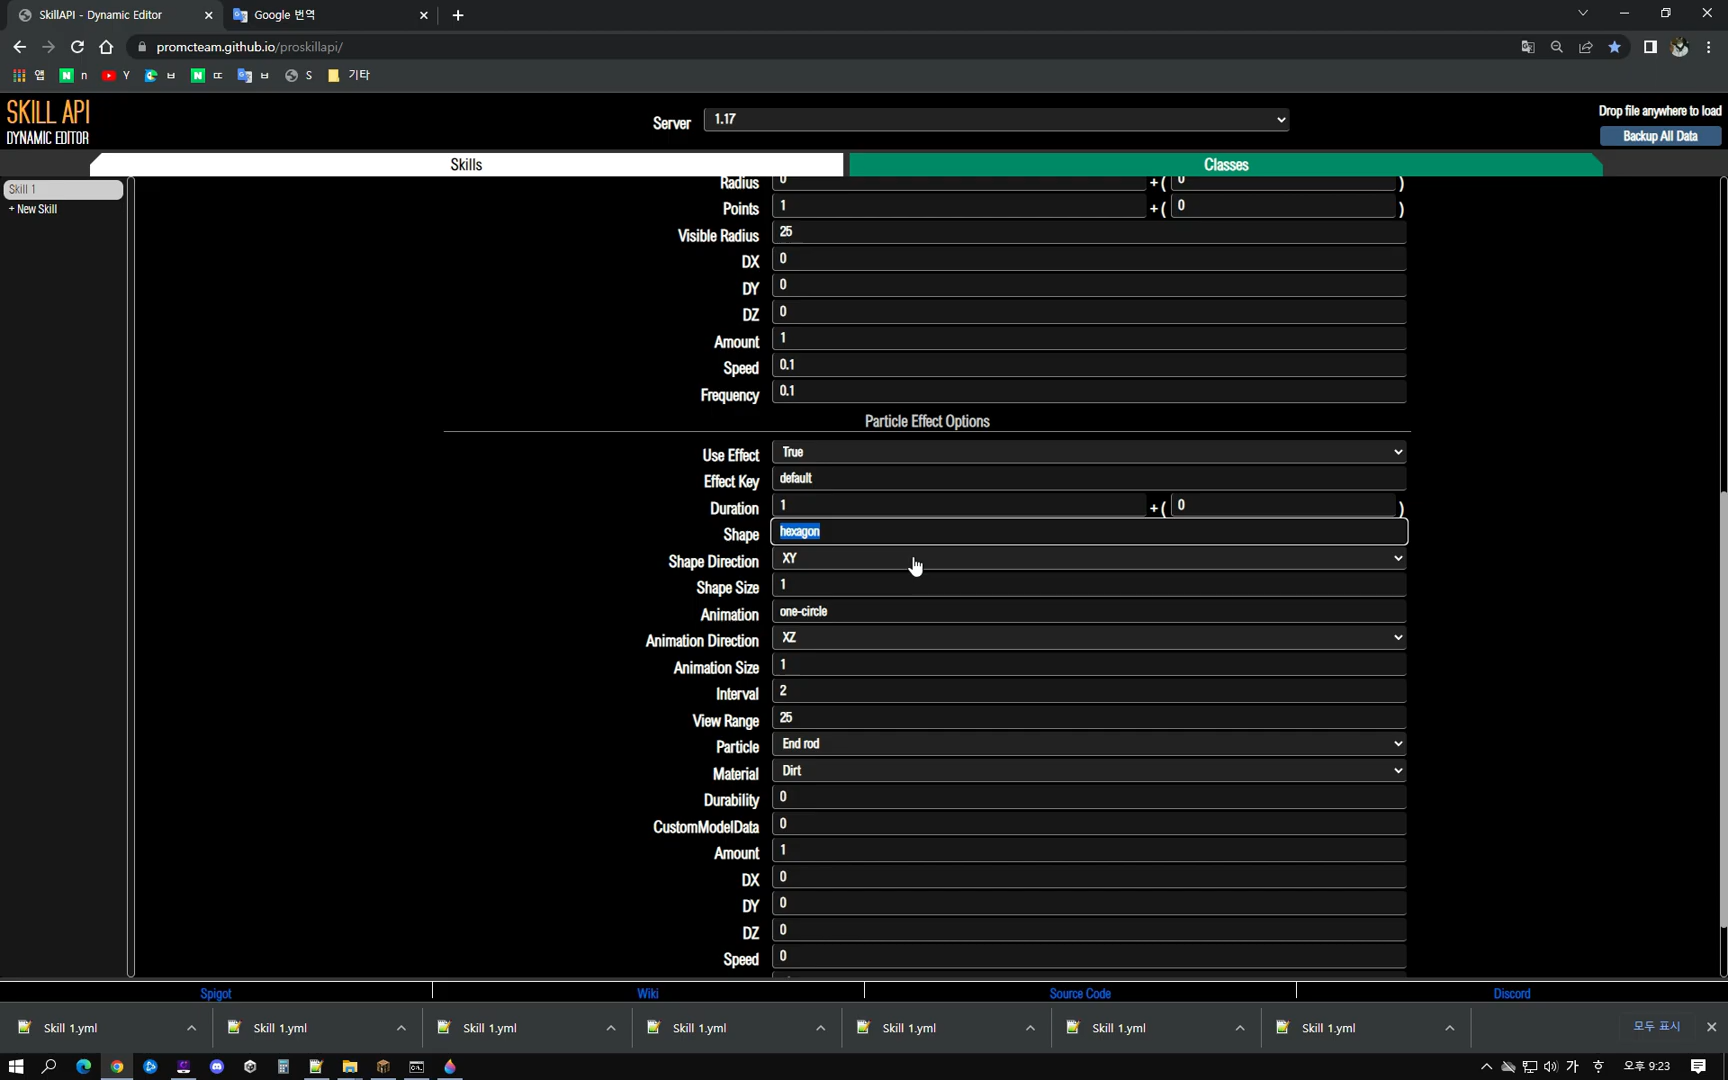 SkillAPI - Dynamic Editor
Google 번역
promcteam.github.io/proskillapi/
앱 n Y ㅂ ㄸ ㅂ S 기타
SKILL API
DYNAMIC EDITOR
Server 1.17
Drop file anywhere to load
Backup All Data
Skills Classes
Skill 1
+ New Skill
Radius 0 +( 0 )
Points 1 +( 0 )
Visible Radius 25
DX 0
DY 0
DZ 0
Amount 1
Speed 0.1
Frequency 0.1
Particle Effect Options
Use Effect True
Effect Key default
Duration 1 +( 0 )
Shape hexagon
Shape Direction XY
Shape Size 1
Animation one-circle
Animation Direction XZ
Animation Size 1
Interval 2
View Range 25
Particle End rod
Material Dirt
Durability 0
CustomModelData 0
Amount 1
DX 0
DY 0
DZ 0
Speed 0
Spigot Wiki Source Code Discord
Skill 1.yml Skill 1.yml Skill 1.yml Skill 1.yml Skill 1.yml Skill 1.yml Skill 1.yml 모두 표시
가 오후 9:23